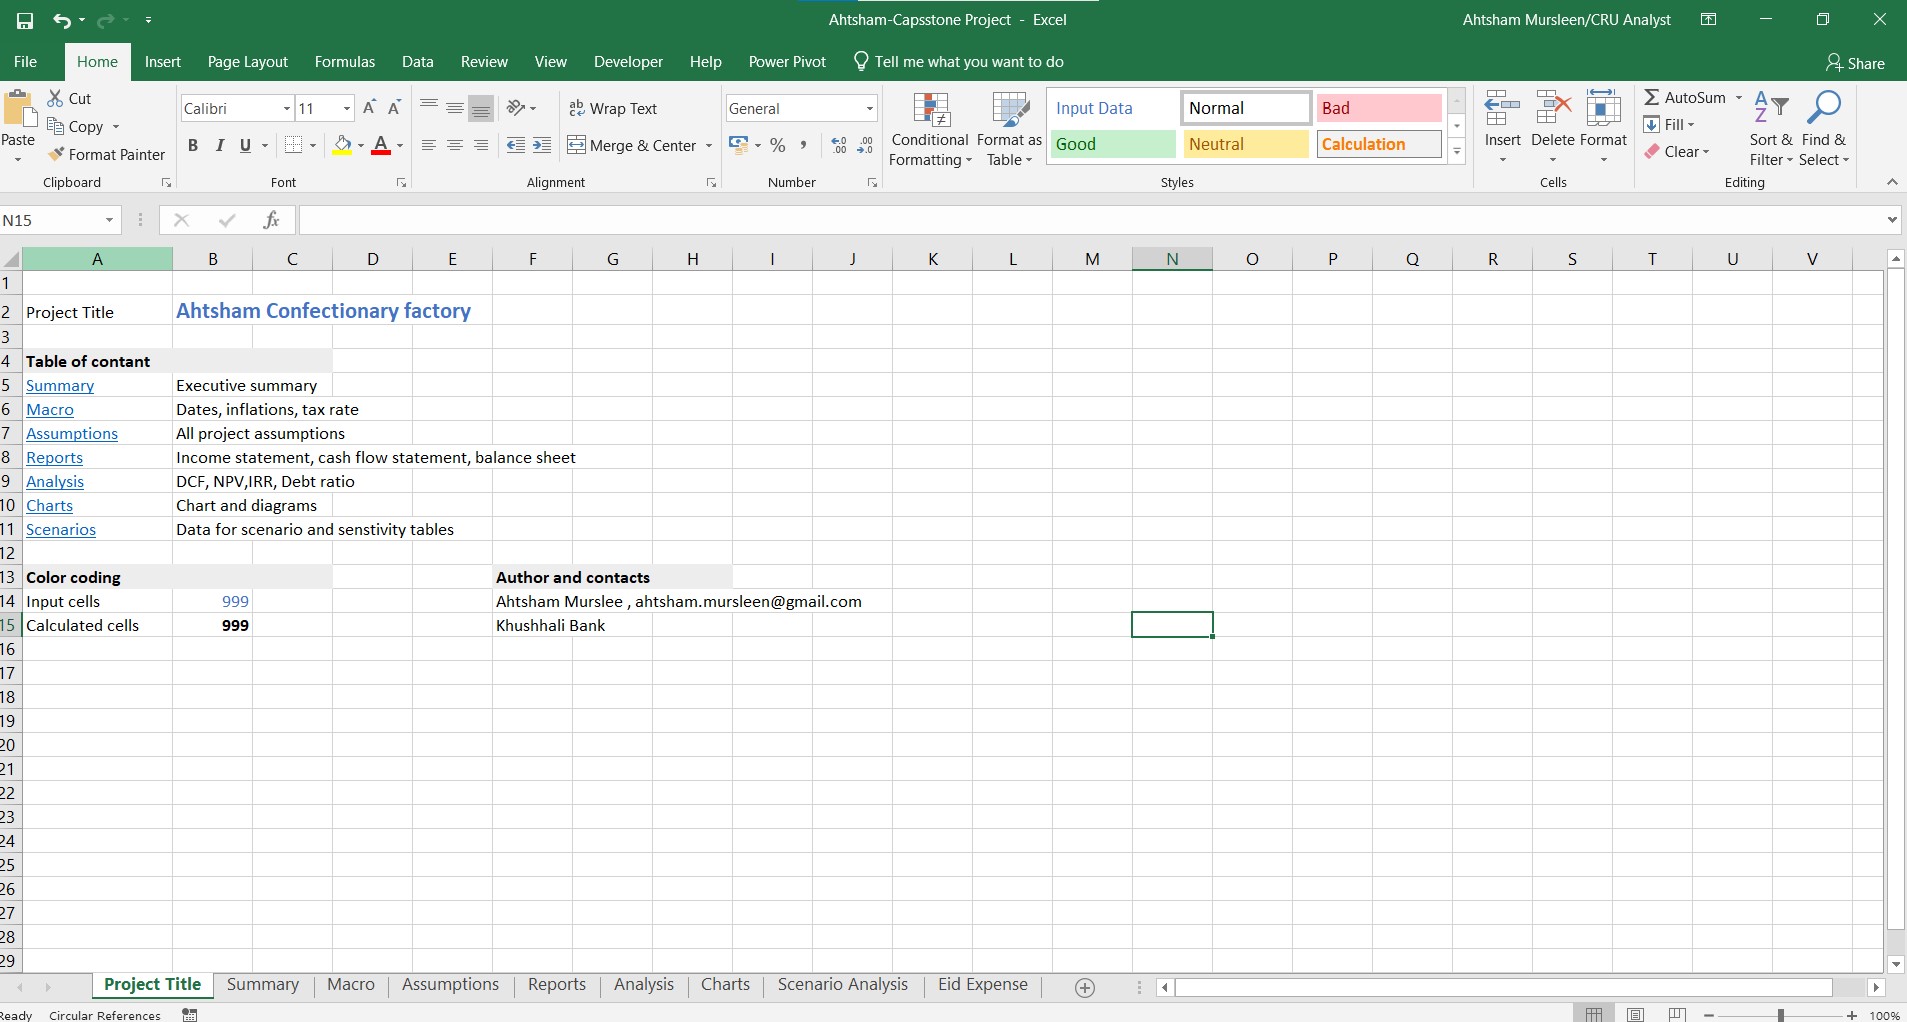 Ahtsham-Capsstone Project - Excel
Ahtsham Mursleen/CRU Analyst
File Home Insert Page Layout Formulas Data Review View Developer Help Power Pivot Tell me what you want to do
Share
Paste
Cut
Copy
Format Painter
Clipboard
Calibri 11
B I U
Font
Wrap Text
Merge & Center
Alignment
General
% ,
Number
Conditional Formatting
Format as Table
Input Data Normal Bad
Good Neutral Calculation
Styles
Insert Delete Format
Cells
AutoSum
Fill
Clear
Sort & Filter
Find & Select
Editing
N15
fx
A B C D E F G H I J K L M N O P Q R S T U V
1
2 Project Title Ahtsham Confectionary factory
3
4 Table of contant
5 Summary Executive summary
6 Macro Dates, inflations, tax rate
7 Assumptions All project assumptions
8 Reports Income statement, cash flow statement, balance sheet
9 Analysis DCF, NPV,IRR, Debt ratio
10 Charts Chart and diagrams
11 Scenarios Data for scenario and senstivity tables
12
13 Color coding Author and contacts
14 Input cells 999 Ahtsham Murslee , ahtsham.mursleen@gmail.com
15 Calculated cells 999 Khushhali Bank
16
17
18
19
20
21
22
23
24
25
26
27
28
29
Project Title Summary Macro Assumptions Reports Analysis Charts Scenario Analysis Eid Expense
Ready Circular References
100%